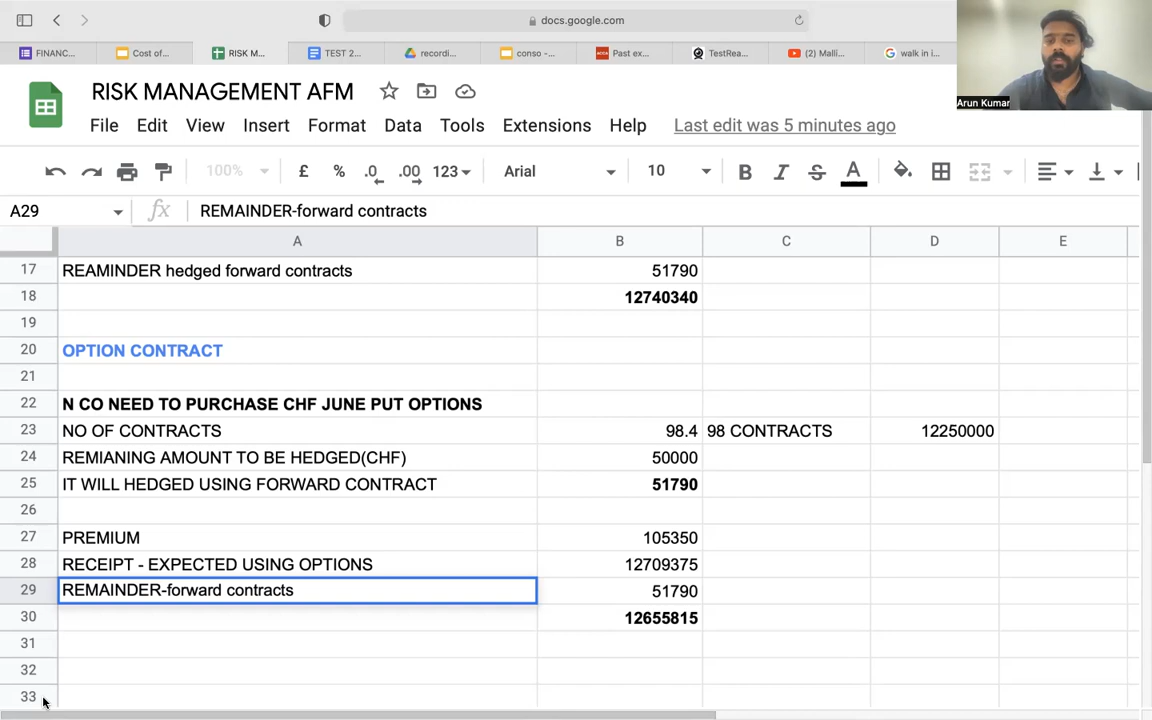 docs.google.com
FINANC...
Cost of...
RISK M...
TEST 2...
recordi...
conso -...
Past ex...
TestRea...
(2) Malli...
walk in i...
Arun Kumar
RISK MANAGEMENT AFM
File Edit View Insert Format Data Tools Extensions Help Last edit was 5 minutes ago
100% £ % .0 .00 123 Arial 10 B I S A
A29 fx REMAINDER-forward contracts
A B C D E
17 REAMINDER hedged forward contracts 51790
18 12740340
19
20 OPTION CONTRACT
21
22 N CO NEED TO PURCHASE CHF JUNE PUT OPTIONS
23 NO OF CONTRACTS 98.4 98 CONTRACTS 12250000
24 REMIANING AMOUNT TO BE HEDGED(CHF) 50000
25 IT WILL HEDGED USING FORWARD CONTRACT 51790
26
27 PREMIUM 105350
28 RECEIPT - EXPECTED USING OPTIONS 12709375
29 REMAINDER-forward contracts 51790
30 12655815
31
32
33